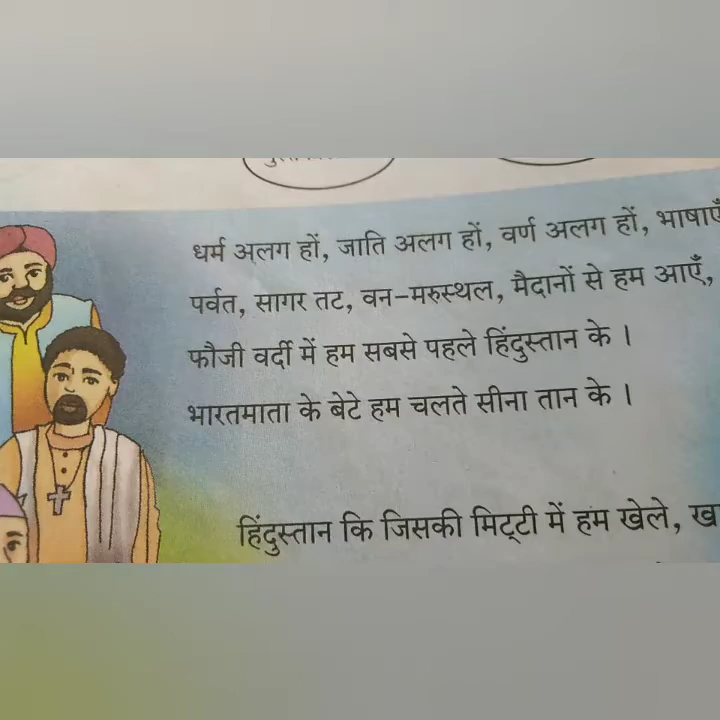 धर्म अलग हों, जाति अलग हों, वर्ण अलग हों, भाषाएँ
पर्वत, सागर तट, वन-मरुस्थल, मैदानों से हम आएँ,
फौजी वर्दी में हम सबसे पहले हिंदुस्तान के ।
भारतमाता के बेटे हम चलते सीना तान के ।
हिंदुस्तान कि जिसकी मिट्टी में हम खेले,